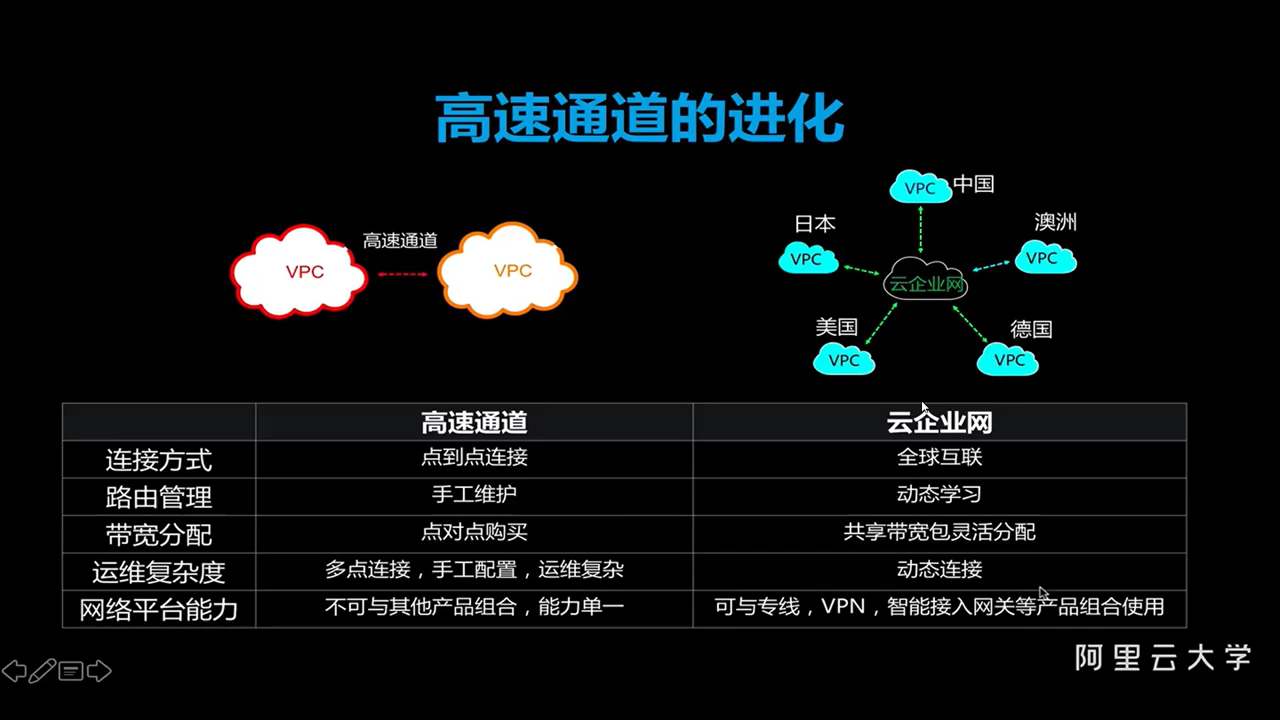 高速通道的进化
VPC
高速通道
VPC
VPC 中国
日本
VPC
澳洲
VPC
云企业网
美国
VPC
德国
VPC
高速通道 云企业网
连接方式 点到点连接 全球互联
路由管理 手工维护 动态学习
带宽分配 点对点购买 共享带宽包灵活分配
运维复杂度 多点连接，手工配置，运维复杂 动态连接
网络平台能力 不可与其他产品组合，能力单一 可与专线，VPN，智能接入网关等产品组合使用
阿里云大学